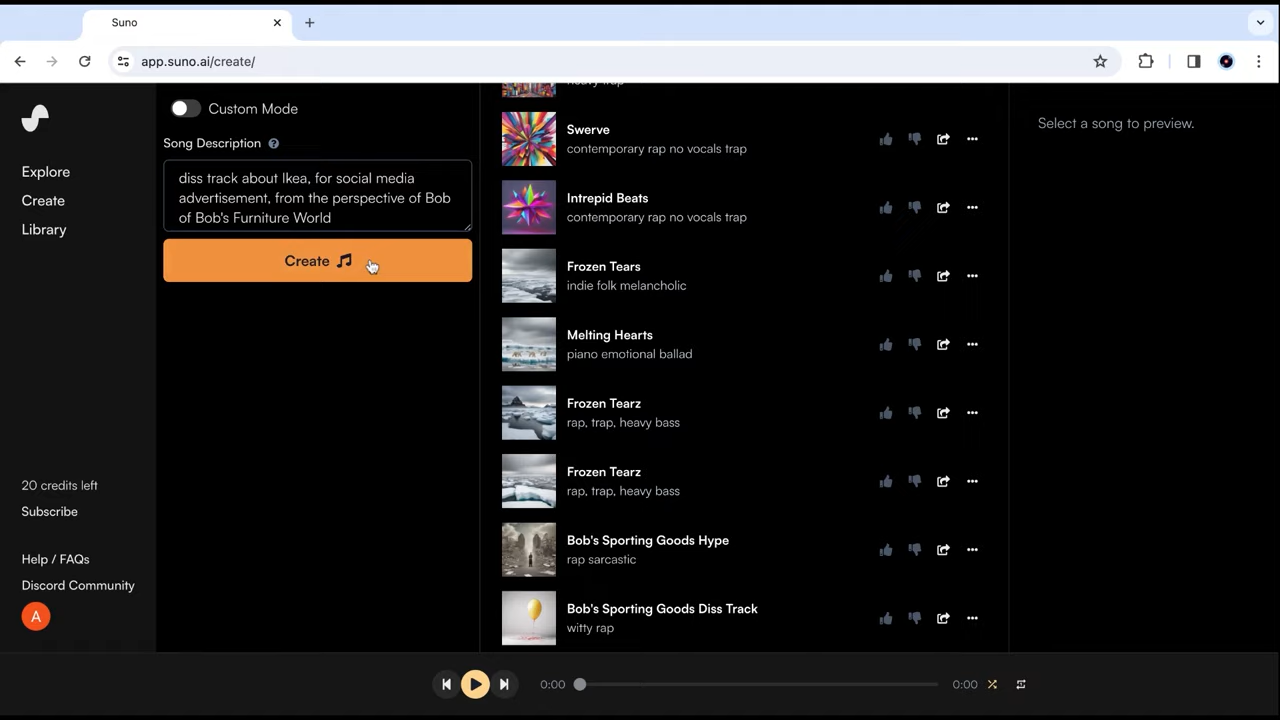 Suno
app.suno.ai/create/
Explore
Create
Library
20 credits left
Subscribe
Help / FAQs
Discord Community
A
Custom Mode
Song Description
diss track about Ikea, for social media
advertisement, from the perspective of Bob
of Bob's Furniture World
Create
heavy trap
Swerve
contemporary rap no vocals trap
Intrepid Beats
contemporary rap no vocals trap
Frozen Tears
indie folk melancholic
Melting Hearts
piano emotional ballad
Frozen Tearz
rap, trap, heavy bass
Frozen Tearz
rap, trap, heavy bass
Bob's Sporting Goods Hype
rap sarcastic
Bob's Sporting Goods Diss Track
witty rap
Select a song to preview.
0:00
0:00